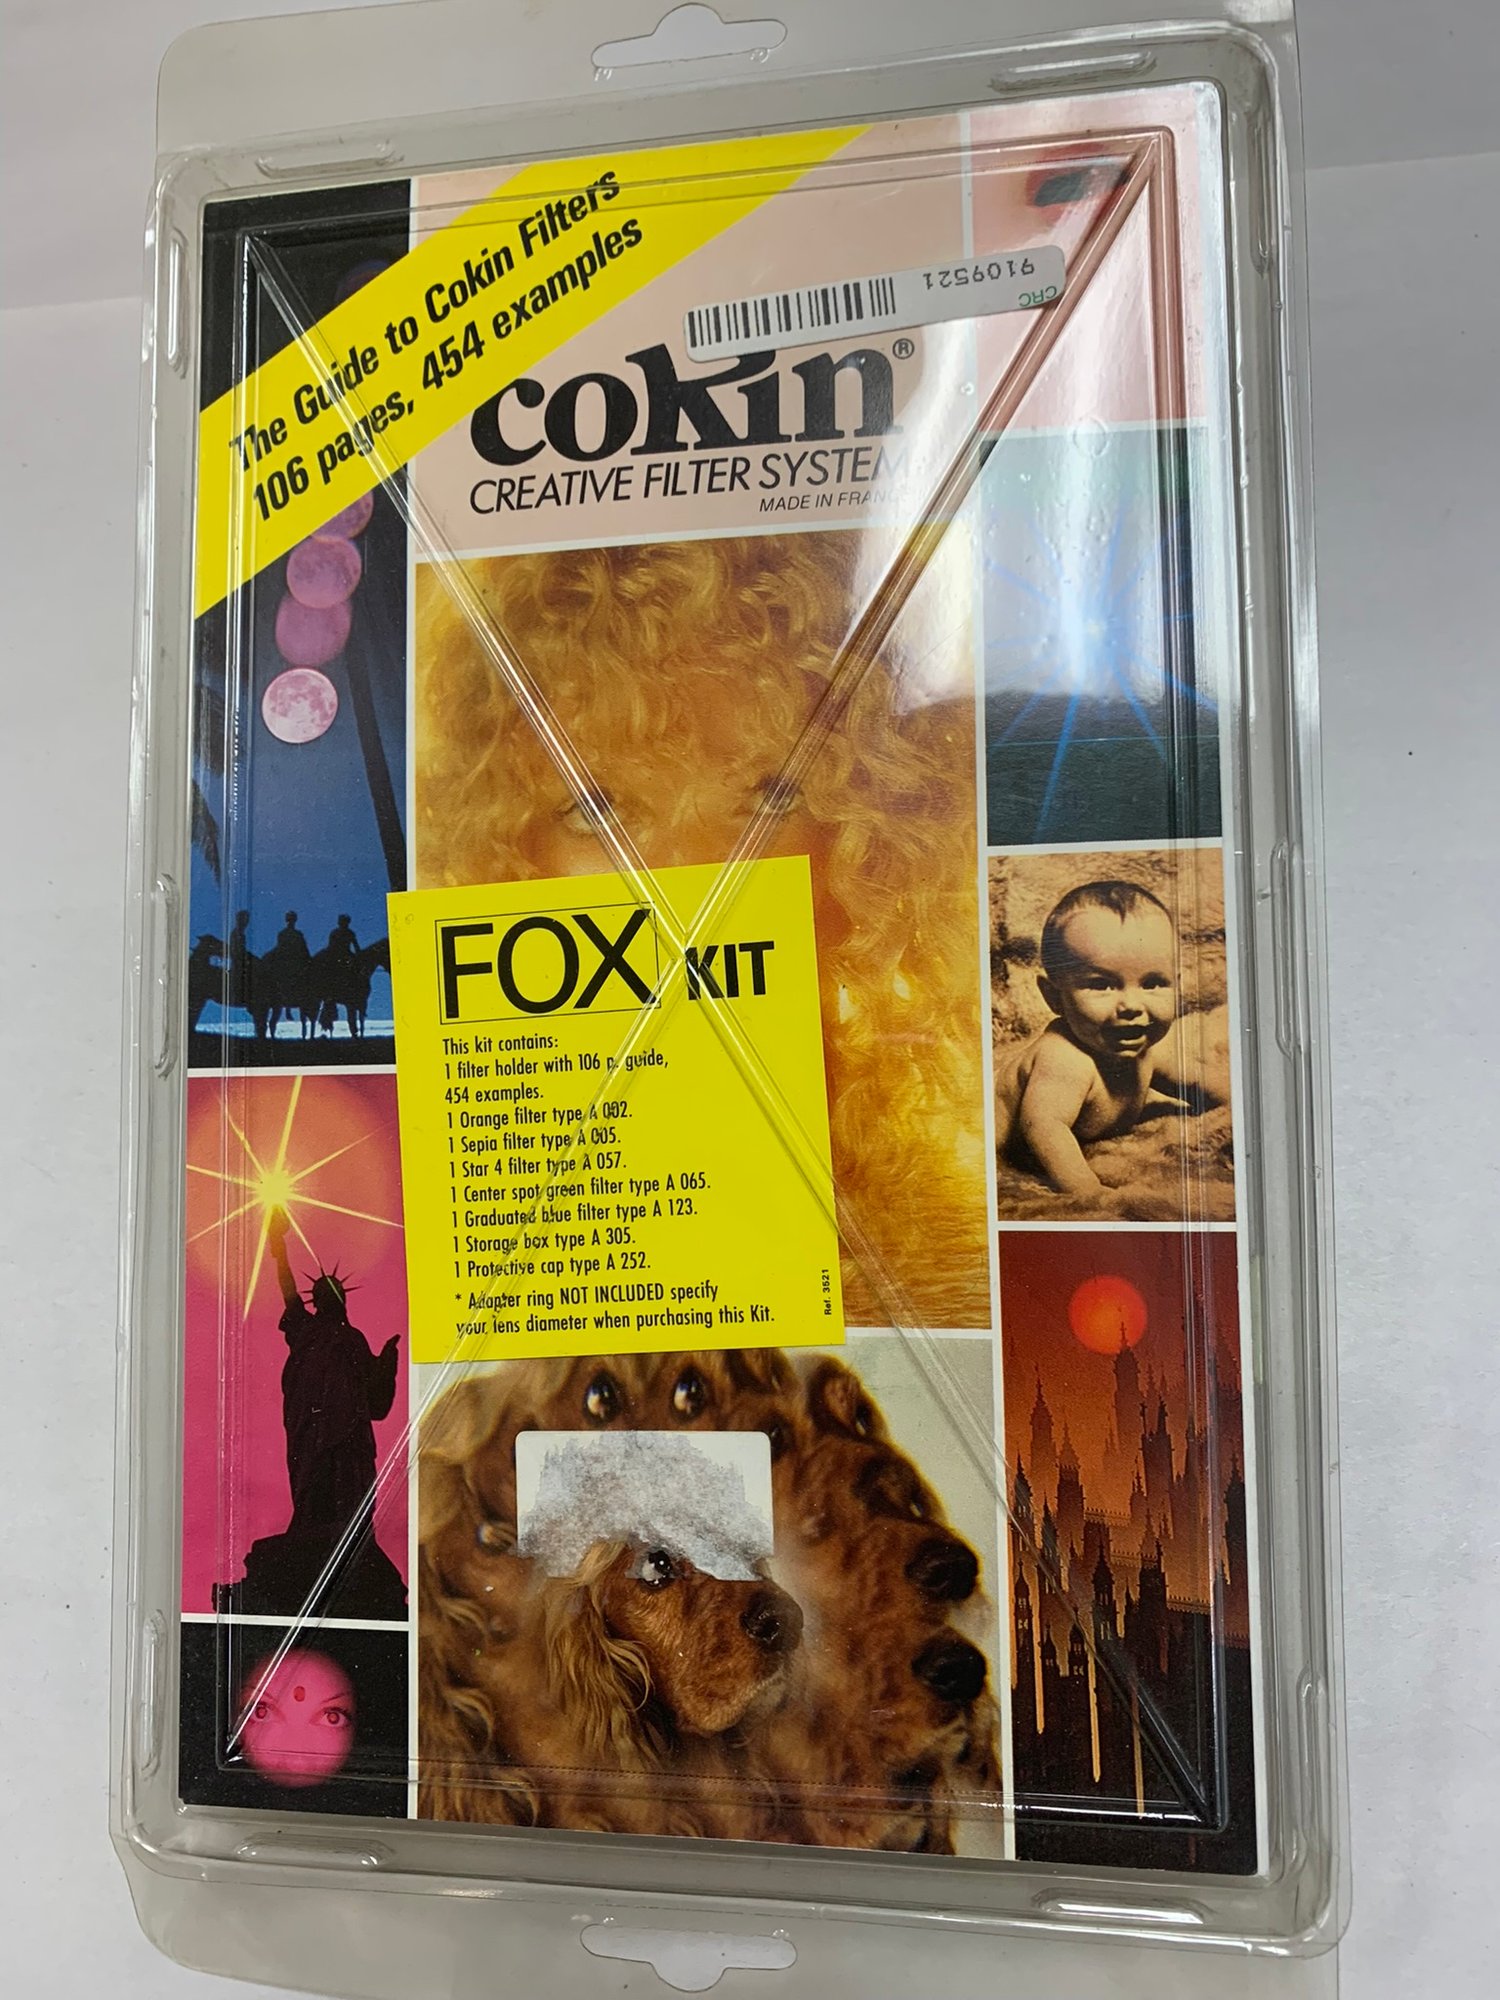 The Guide to Cokin Filters
106 pages, 454 examples
9109521
CRC
cokin®
CREATIVE FILTER SYSTEM
MADE IN FRANCE
FOX KIT
This kit contains:
1 filter holder with 106 p. guide,
454 examples.
1 Orange filter type A 002.
1 Sepia filter type A 005.
1 Star 4 filter type A 057.
1 Center spot green filter type A 065.
1 Graduated blue filter type A 123.
1 Storage box type A 305.
1 Protective cap type A 252.
* Adapter ring NOT INCLUDED specify
your lens diameter when purchasing this Kit.
Ref. 3521